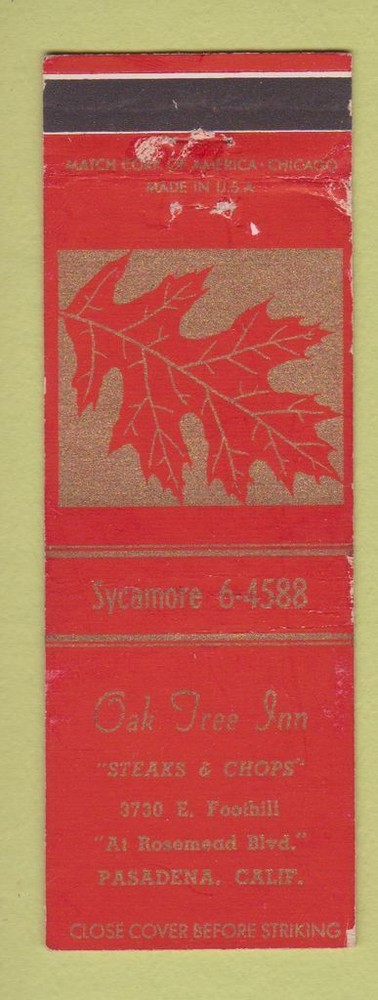 MATCH CORP OF AMERICA · CHICAGO
MADE IN U.S.A.
Sycamore 6-4588
Oak Tree Inn
"STEAKS & CHOPS"
3730 E. Foothill
"At Rosemead Blvd."
PASADENA, CALIF.
CLOSE COVER BEFORE STRIKING